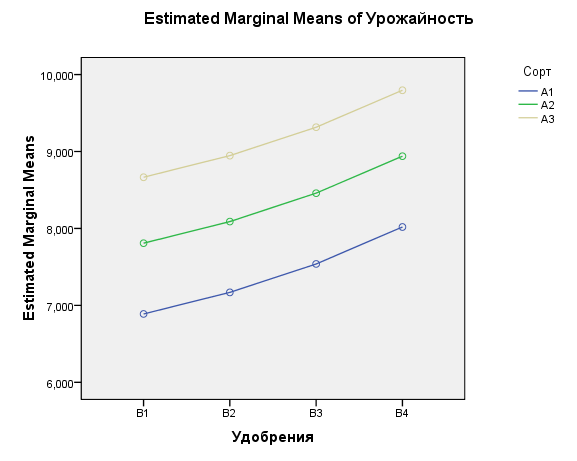 Estimated Marginal Means of Урожайность
Сорт
A1
A2
A3
Estimated Marginal Means
10,000
9,000
8,000
7,000
6,000
B1 B2 B3 B4
Удобрения